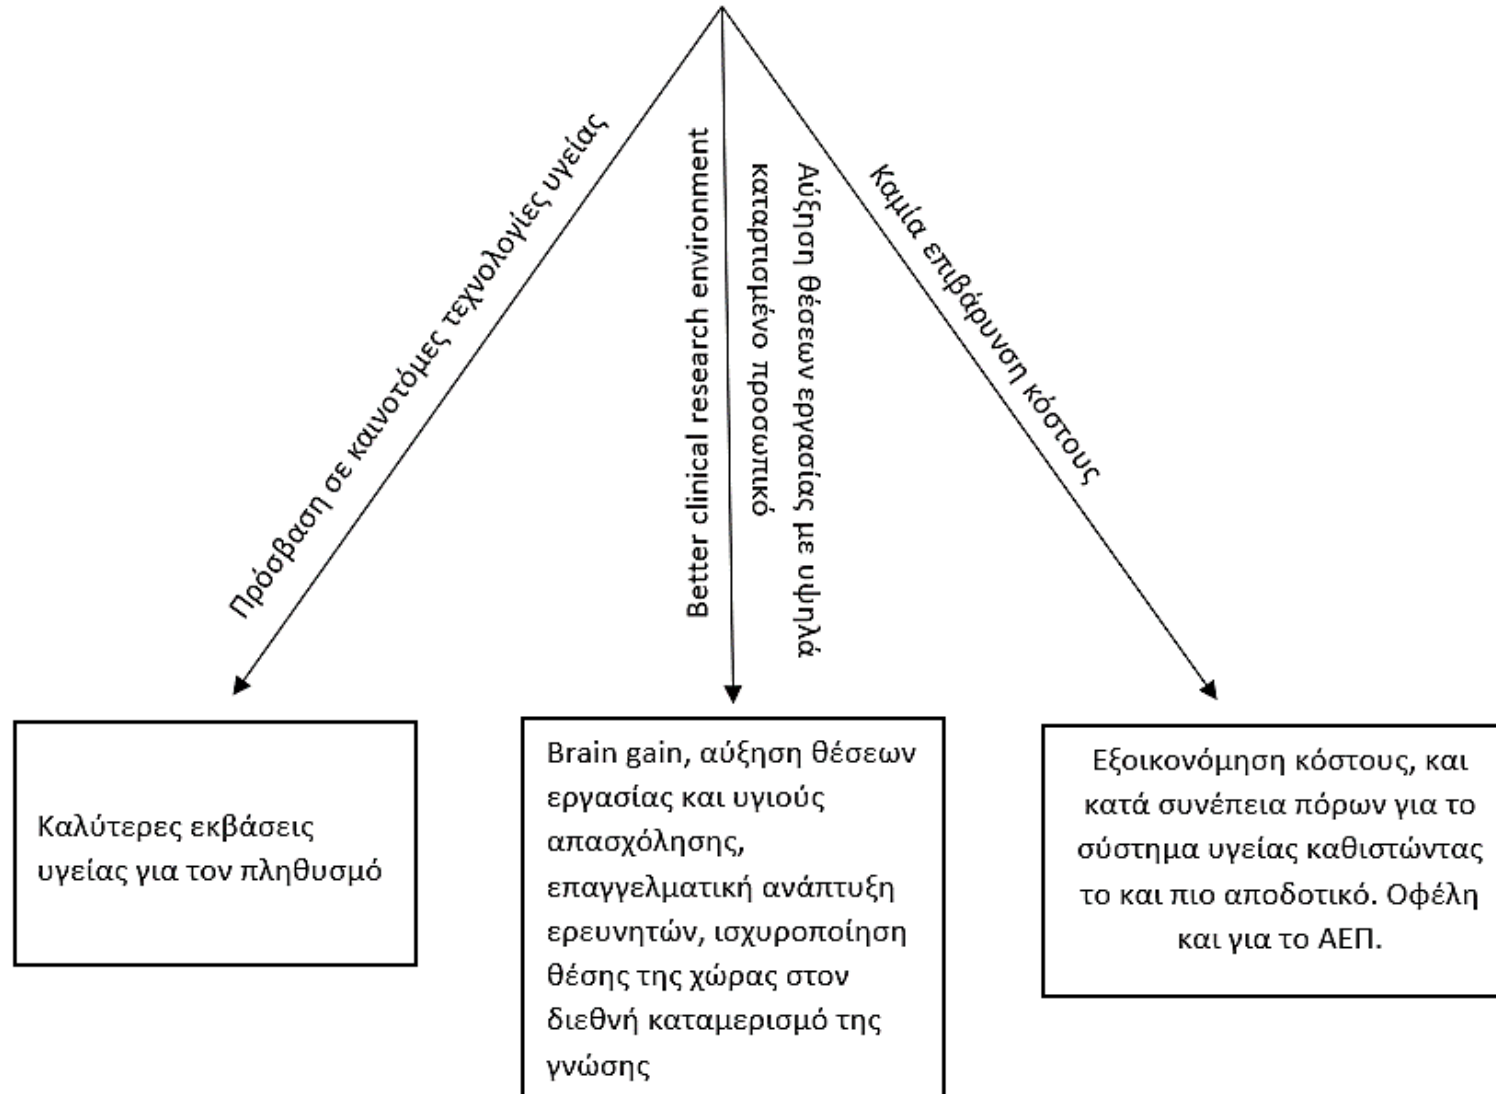 Πρόσβαση σε καινοτόμες τεχνολογίες υγείας
Better clinical research environment
Αύξηση θέσεων εργασίας με υψηλά
καταρτισμένο προσωπικό
Καμία επιβάρυνση κόστους
Καλύτερες εκβάσεις
υγείας για τον πληθυσμό
Brain gain, αύξηση θέσεων
εργασίας και υγιούς
απασχόλησης,
επαγγελματική ανάπτυξη
ερευνητών, ισχυροποίηση
θέσης της χώρας στον
διεθνή καταμερισμό της
γνώσης
Εξοικονόμηση κόστους, και
κατά συνέπεια πόρων για το
σύστημα υγείας καθιστώντας
το και πιο αποδοτικό. Οφέλη
και για το ΑΕΠ.